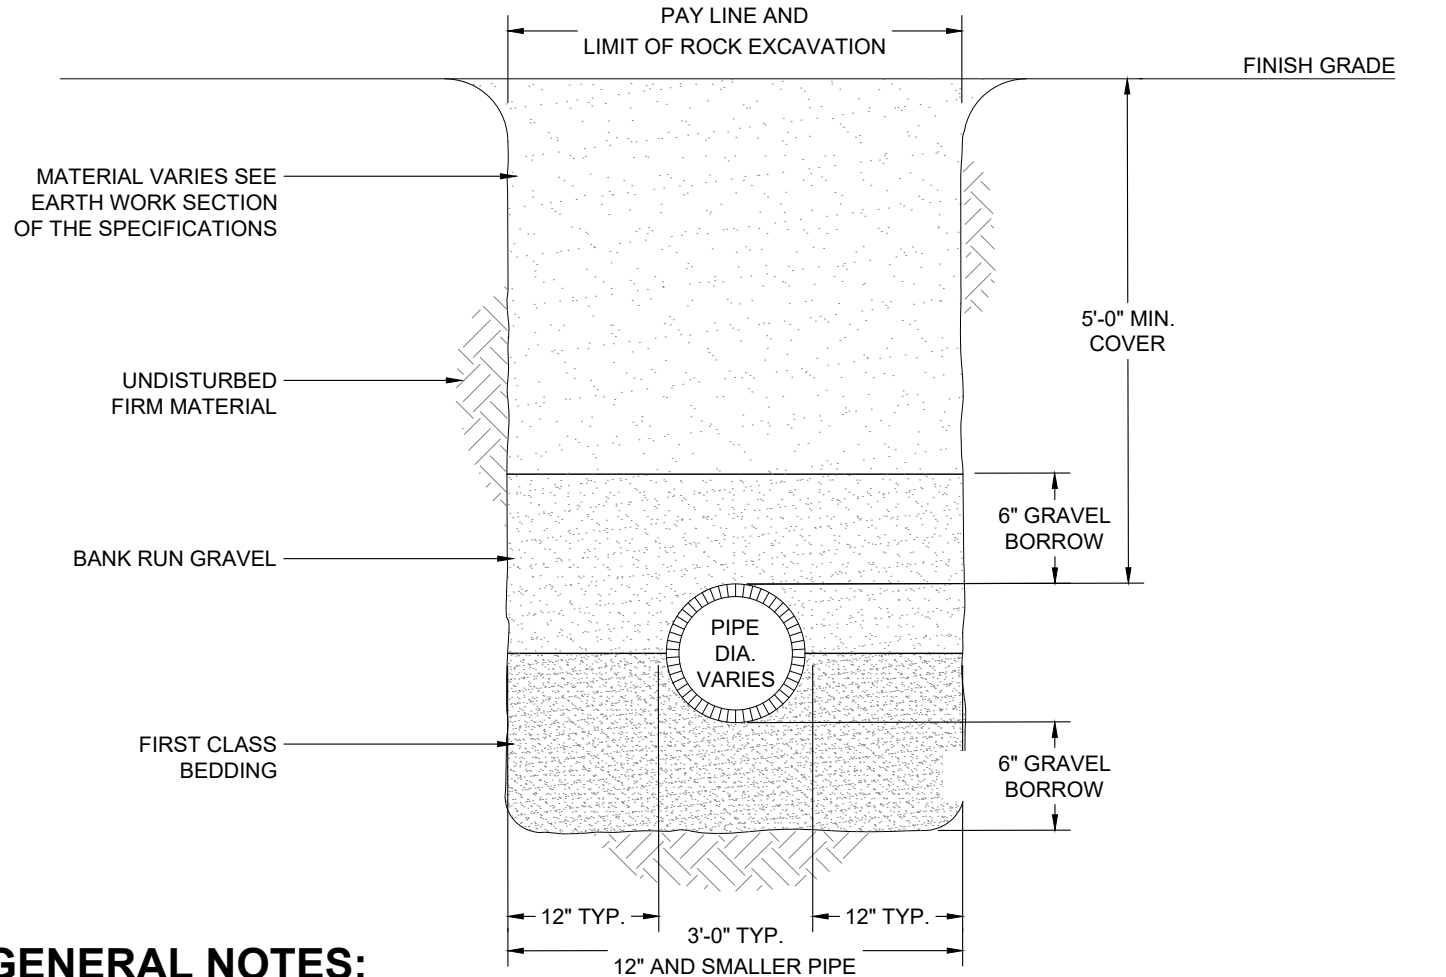 PAY LINE AND
LIMIT OF ROCK EXCAVATION
FINISH GRADE
MATERIAL VARIES SEE
EARTH WORK SECTION
OF THE SPECIFICATIONS
5'-0" MIN.
COVER
UNDISTURBED
FIRM MATERIAL
6" GRAVEL
BORROW
BANK RUN GRAVEL
PIPE
DIA.
VARIES
FIRST CLASS
BEDDING
6" GRAVEL
BORROW
12" TYP.
12" TYP.
3'-0" TYP.
12" AND SMALLER PIPE
GENERAL NOTES: